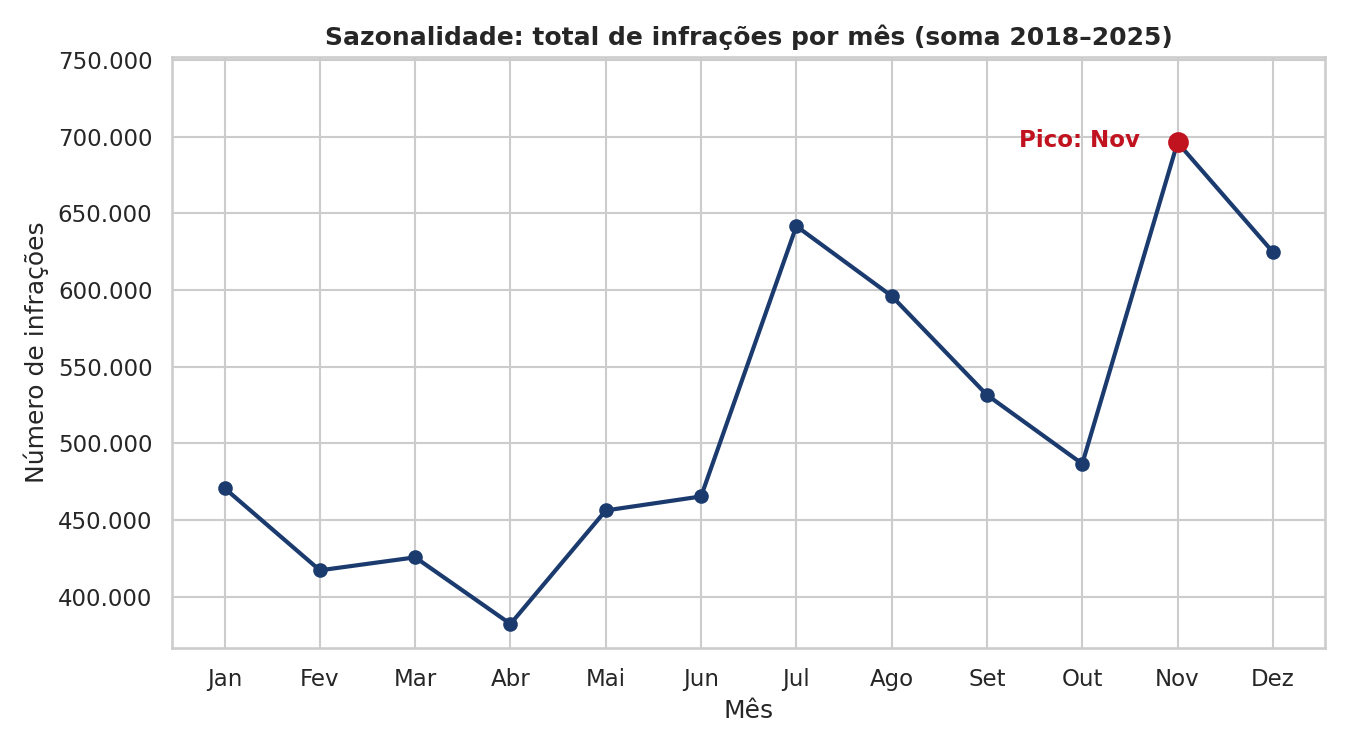 Sazonalidade: total de infrações por mês (soma 2018–2025)
750.000
700.000
650.000
600.000
550.000
500.000
450.000
400.000
Número de infrações
Pico: Nov
Jan Fev Mar Abr Mai Jun Jul Ago Set Out Nov Dez
Mês